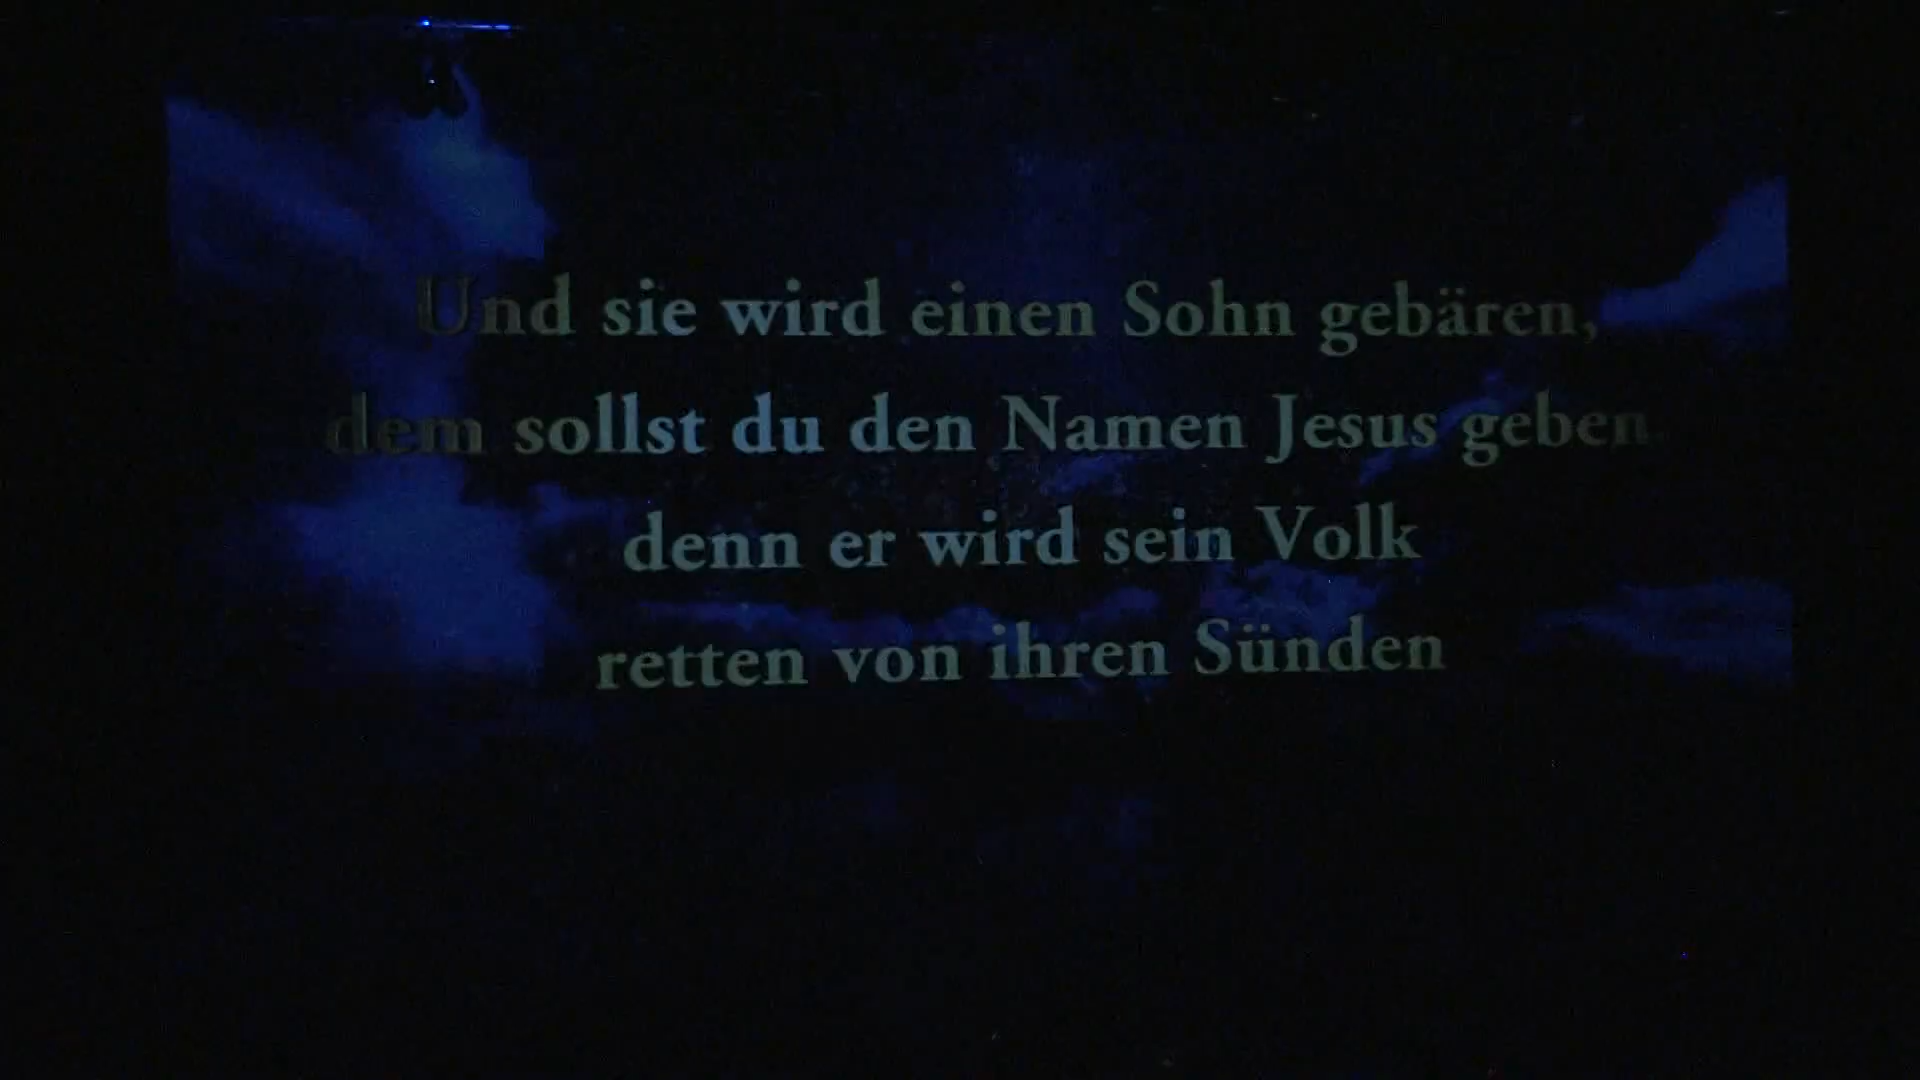 Und sie wird einen Sohn gebären,
dem sollst du den Namen Jesus geben
denn er wird sein Volk
retten von ihren Sünden